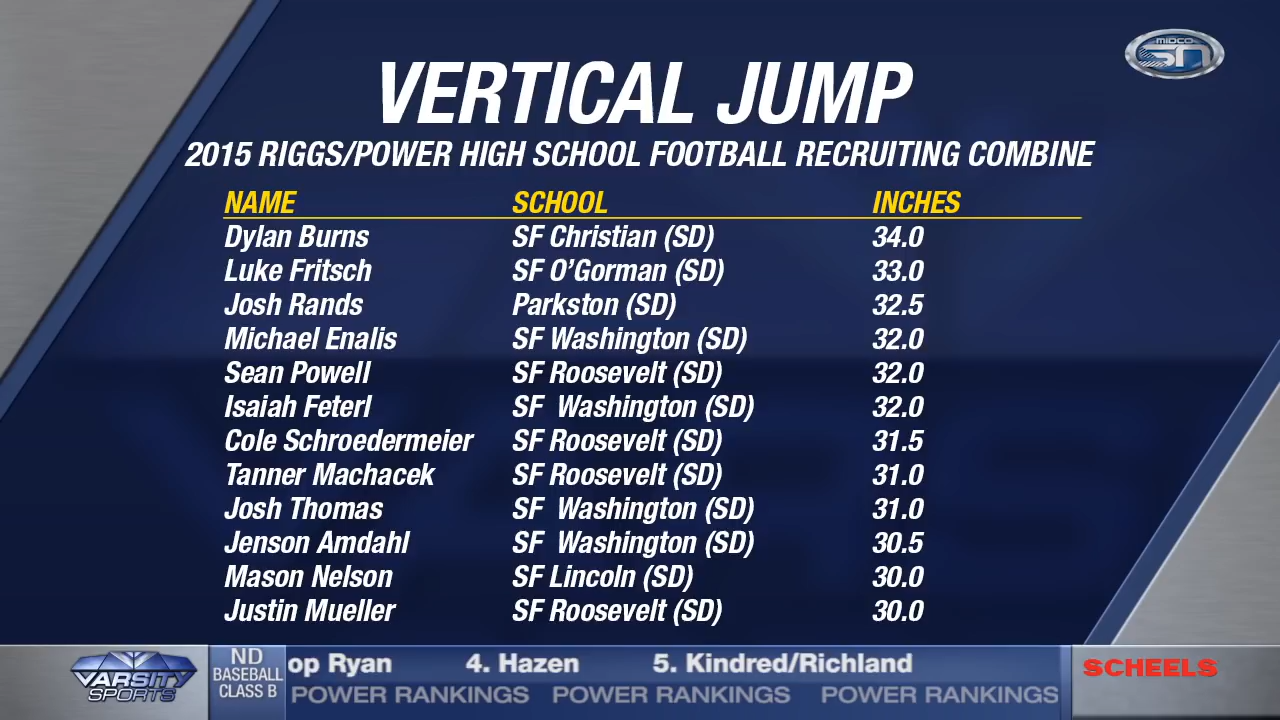 MIDCO
SN
VERTICAL JUMP
2015 RIGGS/POWER HIGH SCHOOL FOOTBALL RECRUITING COMBINE
NAME SCHOOL INCHES
Dylan Burns SF Christian (SD) 34.0
Luke Fritsch SF O'Gorman (SD) 33.0
Josh Rands Parkston (SD) 32.5
Michael Enalis SF Washington (SD) 32.0
Sean Powell SF Roosevelt (SD) 32.0
Isaiah Feterl SF Washington (SD) 32.0
Cole Schroedermeier SF Roosevelt (SD) 31.5
Tanner Machacek SF Roosevelt (SD) 31.0
Josh Thomas SF Washington (SD) 31.0
Jenson Amdahl SF Washington (SD) 30.5
Mason Nelson SF Lincoln (SD) 30.0
Justin Mueller SF Roosevelt (SD) 30.0
VARSITY
SPORTS
ND
BASEBALL
CLASS B
op Ryan 4. Hazen 5. Kindred/Richland
POWER RANKINGS POWER RANKINGS POWER RANKINGS
SCHEELS